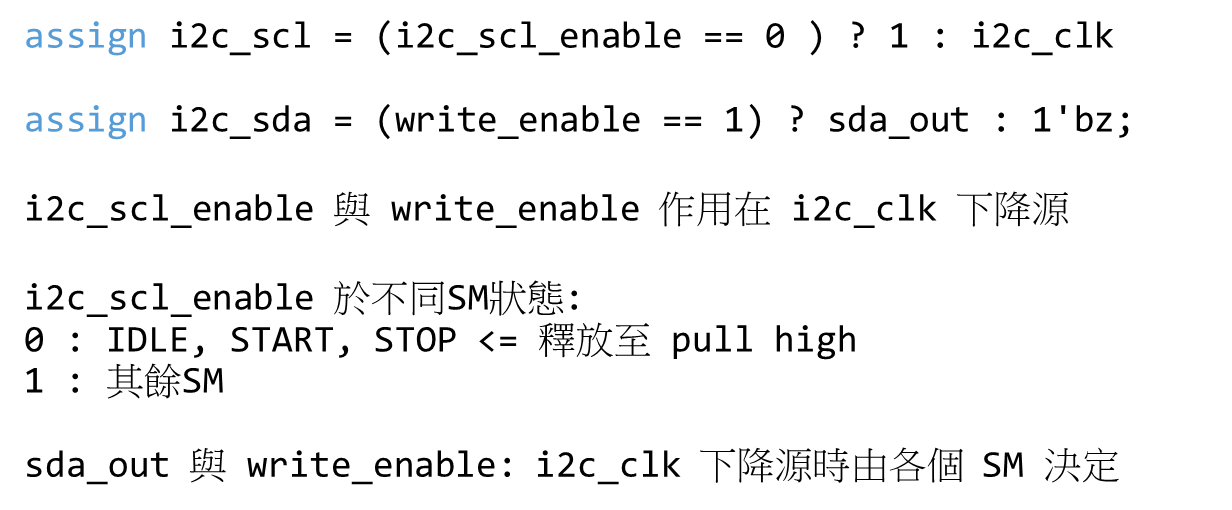 assign i2c_scl = (i2c_scl_enable == 0 ) ? 1 : i2c_clk
assign i2c_sda = (write_enable == 1) ? sda_out : 1'bz;
i2c_scl_enable 與 write_enable 作用在 i2c_clk 下降源
i2c_scl_enable 於不同SM狀態:
0 : IDLE, START, STOP <= 釋放至 pull high
1 : 其餘SM
sda_out 與 write_enable: i2c_clk 下降源時由各個 SM 決定